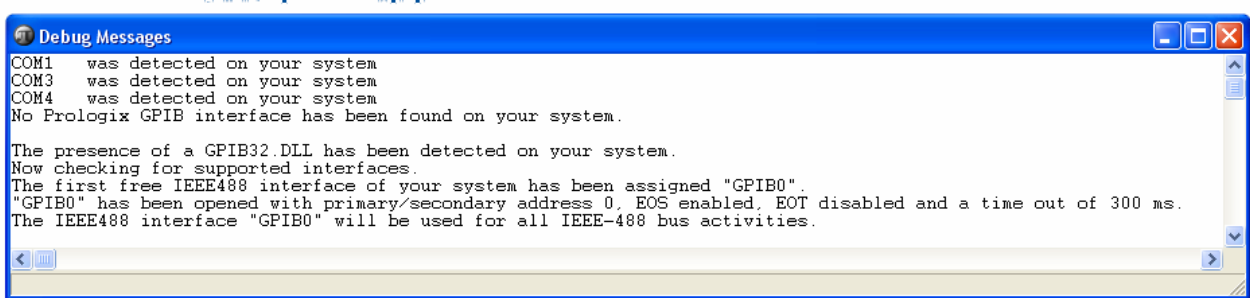 Debug Messages
COM1 was detected on your system
COM3 was detected on your system
COM4 was detected on your system
No Prologix GPIB interface has been found on your system.
The presence of a GPIB32.DLL has been detected on your system.
Now checking for supported interfaces.
The first free IEEE488 interface of your system has been assigned "GPIB0".
"GPIB0" has been opened with primary/secondary address 0, EOS enabled, EOT disabled and a time out of 300 ms.
The IEEE488 interface "GPIB0" will be used for all IEEE-488 bus activities.